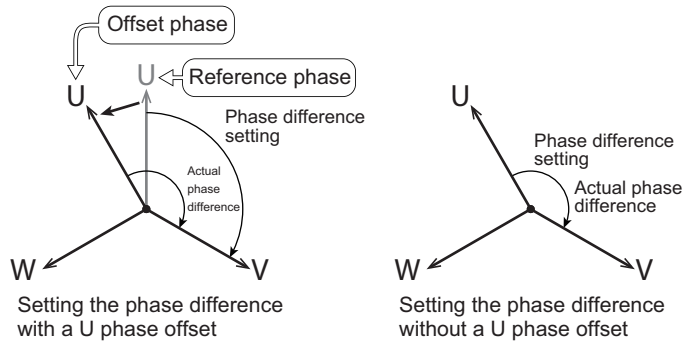 Offset phase
U
U
Reference phase
Phase difference
setting
Actual
phase
difference
W
V
Setting the phase difference
with a U phase offset
U
Phase difference
setting
Actual phase
difference
W
V
Setting the phase difference
without a U phase offset